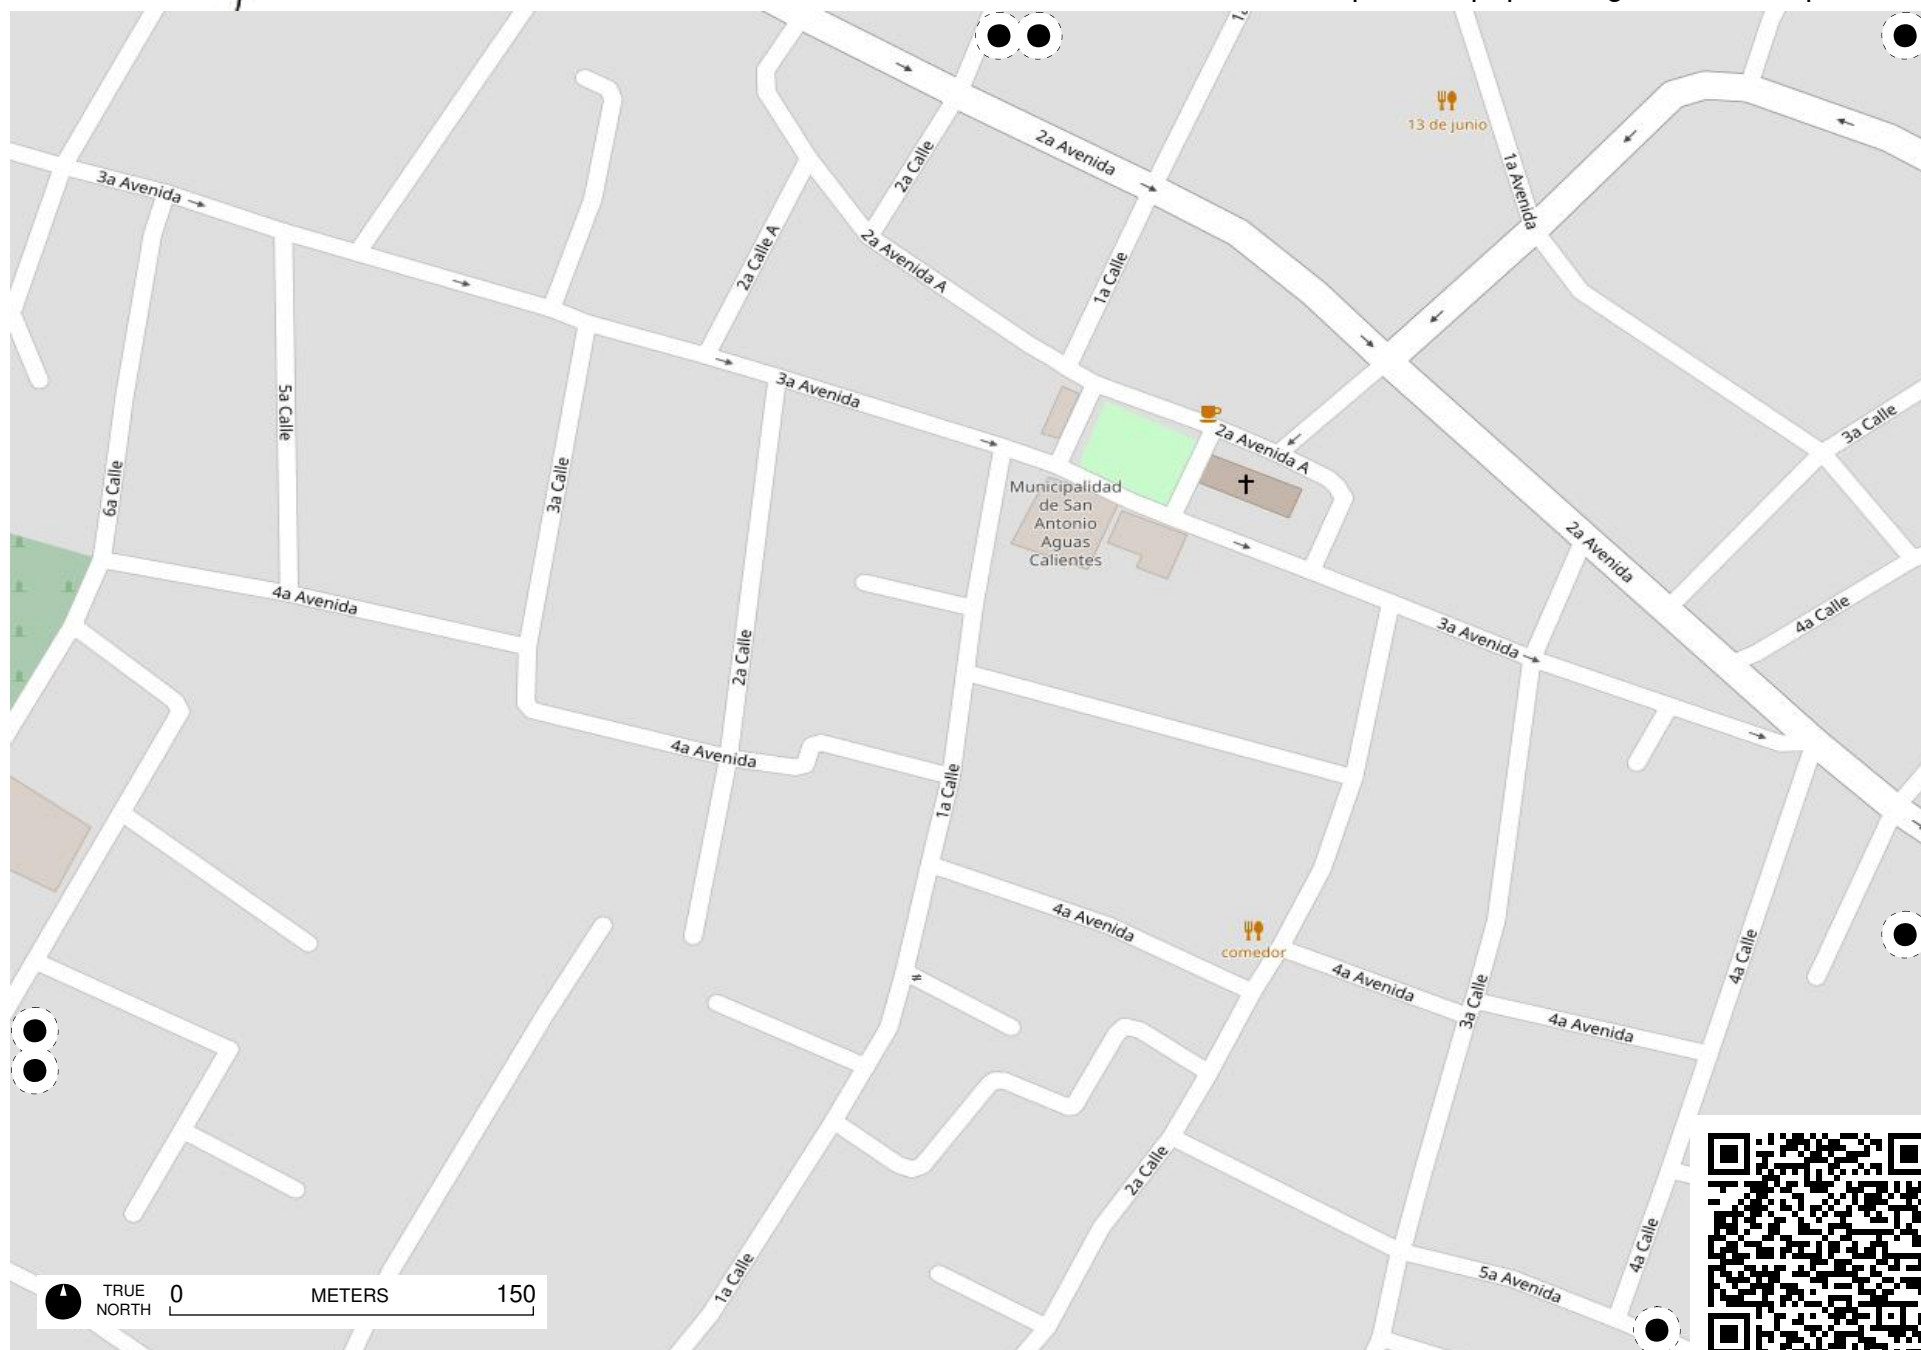 13 de junio
2a Avenida
1a Avenida
3a Avenida
2a Calle
2a Calle A
2a Avenida A
1a Calle
5a Calle
3a Avenida
2a Avenida A
3a Calle
6a Calle
3a Calle
Municipalidad
de San
Antonio
Aguas
Calientes
2a Avenida
4a Avenida
4a Calle
3a Avenida
2a Calle
4a Avenida
1a Calle
4a Avenida
comedor
4a Avenida
4a Calle
3a Calle
4a Avenida
2a Calle
4a Calle
1a Calle
5a Avenida
TRUE
NORTH
0 METERS 150